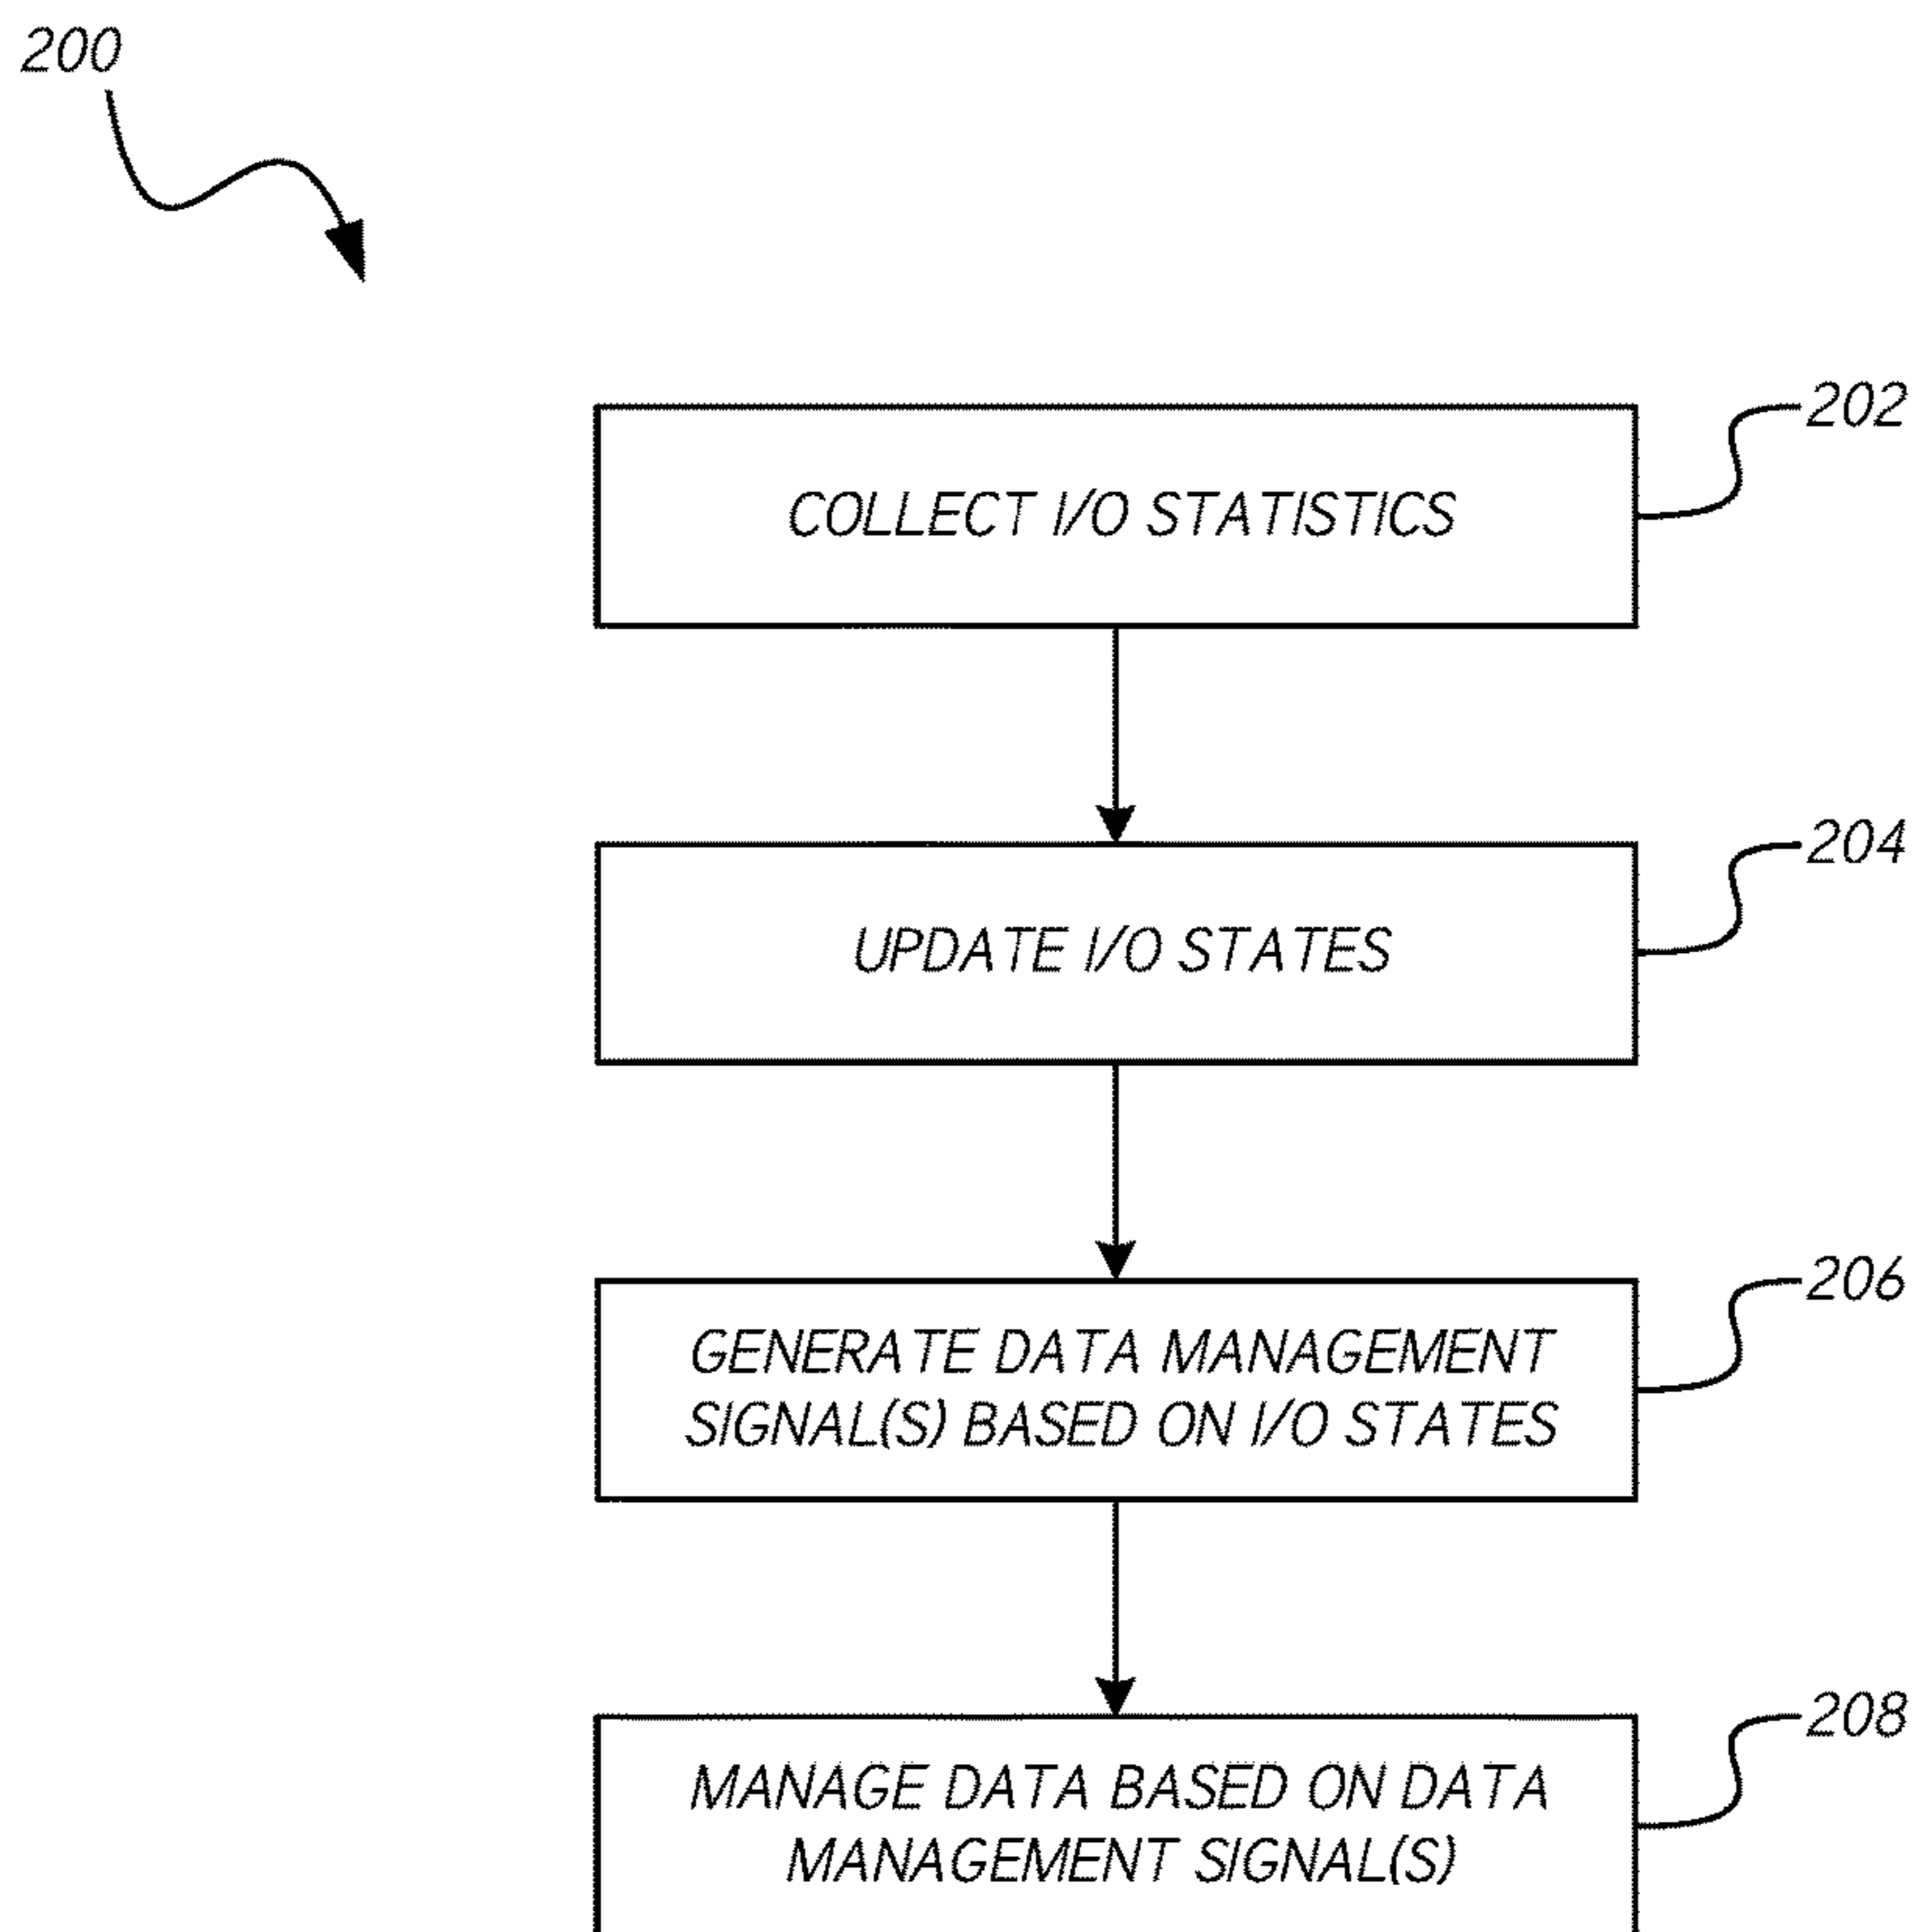 200
202
COLLECT I/O STATISTICS
204
UPDATE I/O STATES
206
GENERATE DATA MANAGEMENT
SIGNAL(S) BASED ON I/O STATES
208
MANAGE DATA BASED ON DATA
MANAGEMENT SIGNAL(S)